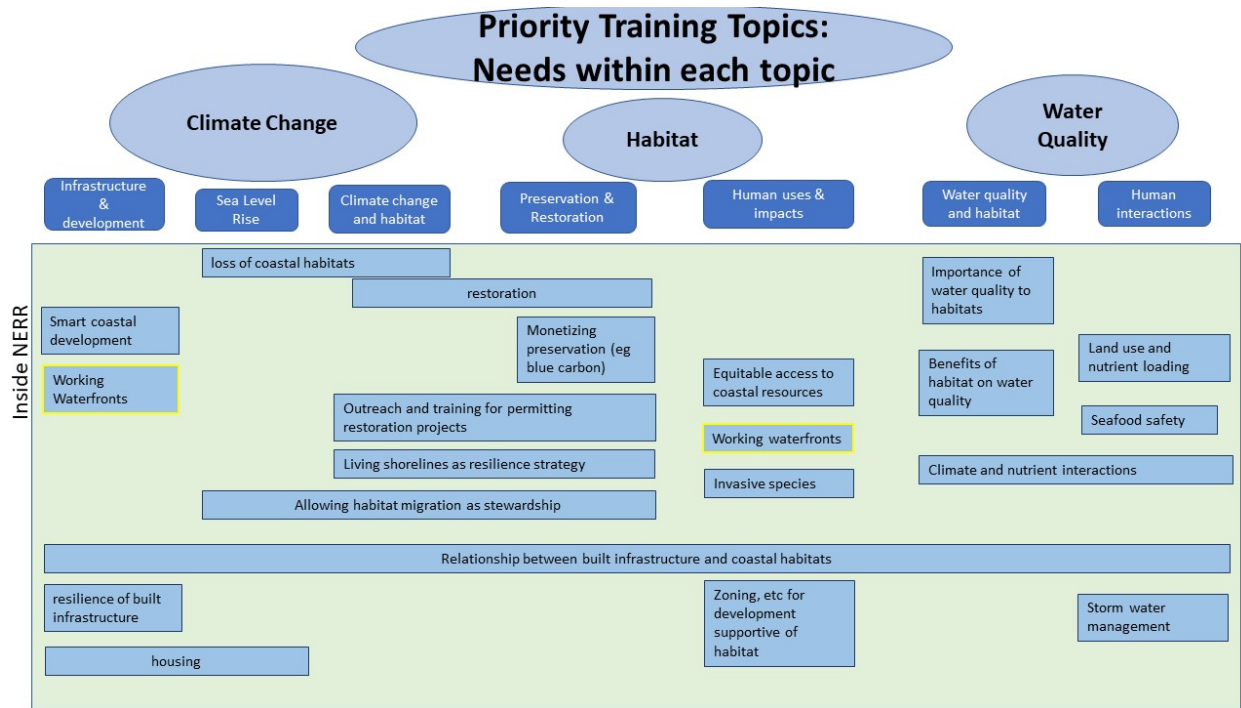 Priority Training Topics:
Needs within each topic
Climate Change
Habitat
Water
Quality
Infrastructure
&
development
Sea Level
Rise
Climate change
and habitat
Preservation &
Restoration
Human uses &
impacts
Water quality
and habitat
Human
interactions
Inside NERR
loss of coastal habitats
restoration
Importance of
water quality to
habitats
Smart coastal
development
Monetizing
preservation (eg
blue carbon)
Land use and
nutrient loading
Working
Waterfronts
Equitable access to
coastal resources
Benefits of
habitat on water
quality
Outreach and training for permitting
restoration projects
Seafood safety
Working waterfronts
Living shorelines as resilience strategy
Climate and nutrient interactions
Invasive species
Allowing habitat migration as stewardship
Relationship between built infrastructure and coastal habitats
resilience of built
infrastructure
Zoning, etc for
development
supportive of
habitat
Storm water
management
housing